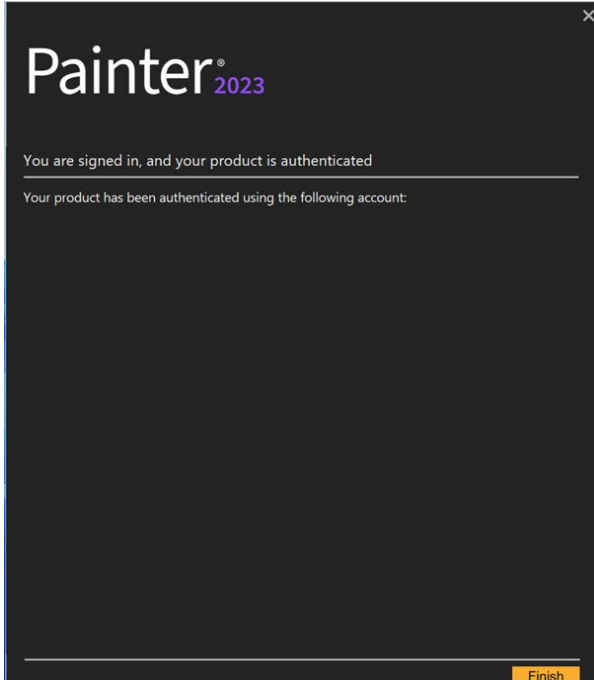 Painter®
2023
You are signed in, and your product is authenticated
Your product has been authenticated using the following account:
Finish